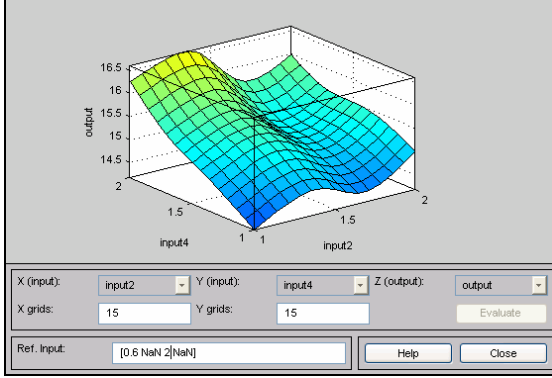 16.5
16
15.5
15
14.5
output
2
1.5
1
input4
1
1.5
2
input2
X (input): input2 Y (input): input4 Z (output): output
X grids: 15 Y grids: 15 Evaluate
Ref. Input: [0.6 NaN 2 NaN] Help Close